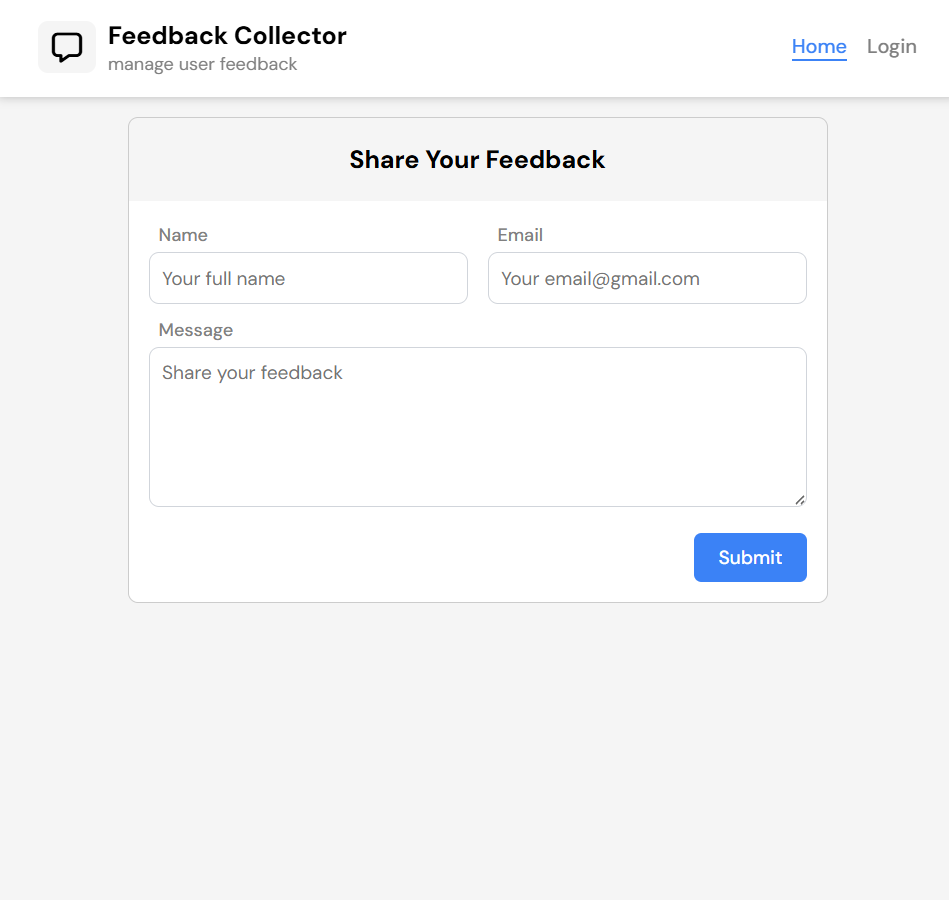 Feedback Collector
manage user feedback
Home Login
Share Your Feedback
Name Email
Your full name Your email@gmail.com
Message
Share your feedback
Submit